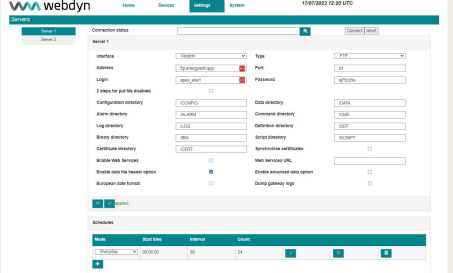 webdyn
Home Devices Settings System 17/07/2023 12:20 UTC
Servers
Server 1
Server 2
Connection status Connect Abort
Server 1
Interface Modem Type FTP
Address ftp.energysoft.app Port 21
Login Password
2 steps for put file disabled
Configuration directory /CONFIG Data directory /DATA
Alarm directory /ALARM Command directory /CMD
Log directory /LOG Definition directory /DEF
Binary directory /BIN Script directory /SCRIPT
Certificate directory /CERT Synchronise certificates
Enable Web Services Web Services URL
Enable data file header option Enable advanced data option
European date format Dump gateway logs
applied
Schedules
Mode Start time Interval Count
Everyday 00:00:00 60 24